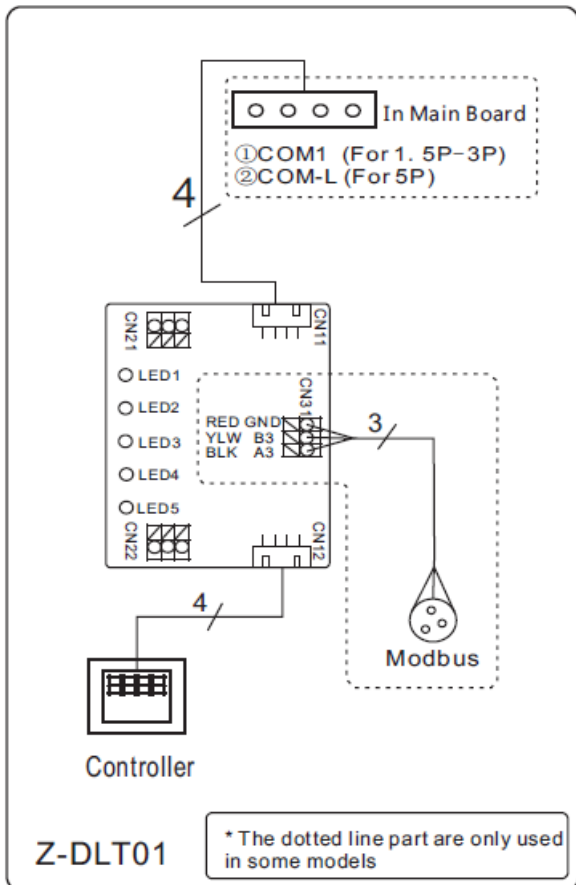 In Main Board
①COM1 (For 1. 5P-3P)
②COM-L (For 5P)
4
CN21
CN11
LED1
LED2
LED3
LED4
LED5
CN31
RED GND
YLW B3
BLK A3
3
CN22
CN12
4
Modbus
Controller
Z-DLT01
* The dotted line part are only used
in some models